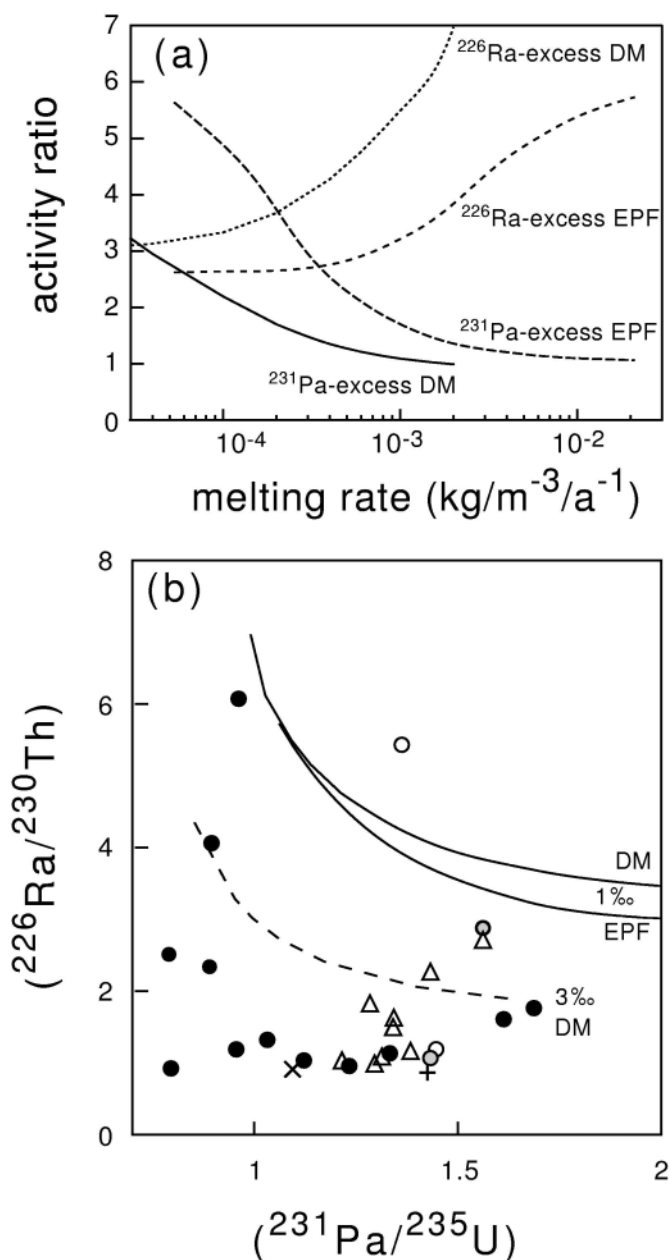 (a)
7
6
5
4
3
2
1
0
activity ratio
²²⁶Ra-excess DM
²²⁶Ra-excess EPF
²³¹Pa-excess EPF
²³¹Pa-excess DM
10⁻⁴ 10⁻³ 10⁻²
melting rate (kg/m⁻³/a⁻¹)
(b)
8
6
4
2
0
(²²⁶Ra/²³⁰Th)
DM
1‰
EPF
3‰
DM
1 1.5 2
(²³¹Pa/²³⁵U)